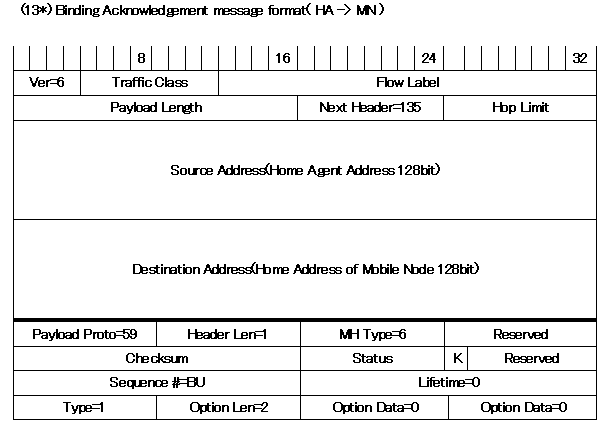 (13*) Binding Acknowledgement message format( HA -> MN )
8 16 24 32
Ver=6 Traffic Class Flow Label
Payload Length Next Header=135 Hop Limit
Source Address(Home Agent Address 128bit)
Destination Address(Home Address of Mobile Node 128bit)
Payload Proto=59 Header Len=1 MH Type=6 Reserved
Checksum Status K Reserved
Sequence #=BU Lifetime=0
Type=1 Option Len=2 Option Data=0 Option Data=0